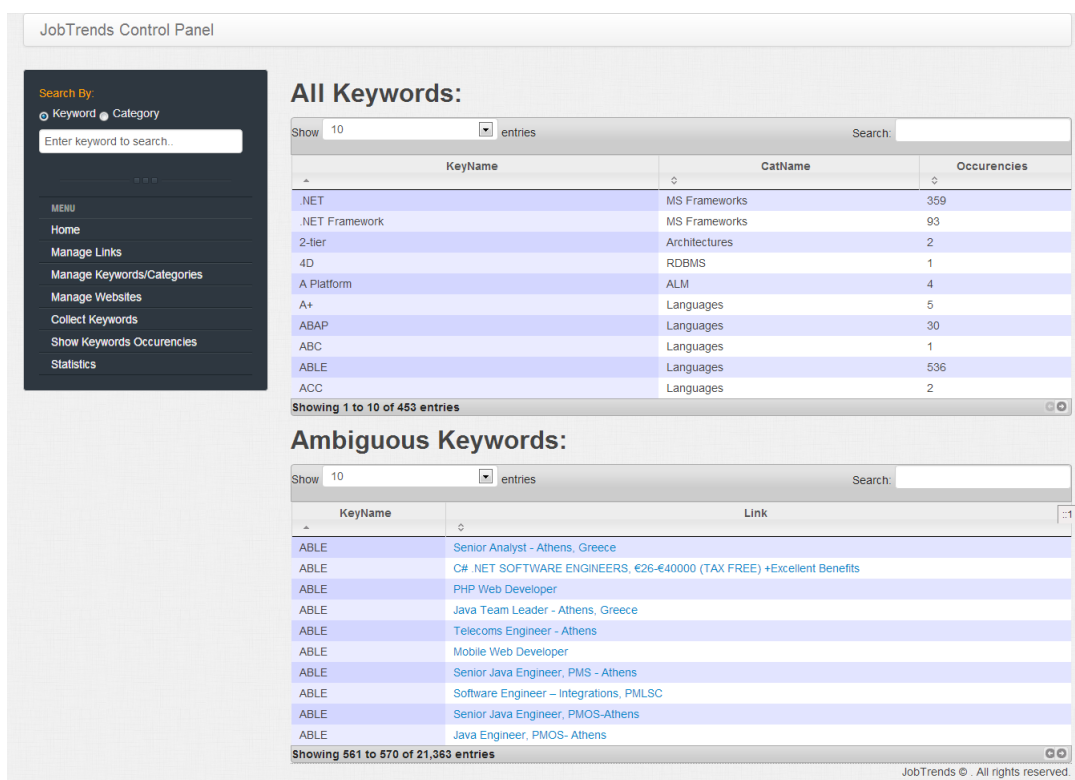 JobTrends Control Panel
Search By:
Keyword Category
Enter keyword to search..
MENU
Home
Manage Links
Manage Keywords/Categories
Manage Websites
Collect Keywords
Show Keywords Occurencies
Statistics
All Keywords:
Show 10 entries Search:
KeyName CatName Occurencies
.NET MS Frameworks 359
.NET Framework MS Frameworks 93
2-tier Architectures 2
4D RDBMS 1
A Platform ALM 4
A+ Languages 5
ABAP Languages 30
ABC Languages 1
ABLE Languages 536
ACC Languages 2
Showing 1 to 10 of 453 entries
Ambiguous Keywords:
Show 10 entries Search:
KeyName Link
::1
ABLE Senior Analyst - Athens, Greece
ABLE C# .NET SOFTWARE ENGINEERS, €26-€40000 (TAX FREE) +Excellent Benefits
ABLE PHP Web Developer
ABLE Java Team Leader - Athens, Greece
ABLE Telecoms Engineer - Athens
ABLE Mobile Web Developer
ABLE Senior Java Engineer, PMS - Athens
ABLE Software Engineer – Integrations, PMLSC
ABLE Senior Java Engineer, PMOS-Athens
ABLE Java Engineer, PMOS- Athens
Showing 561 to 570 of 21,363 entries
JobTrends © . All rights reserved.